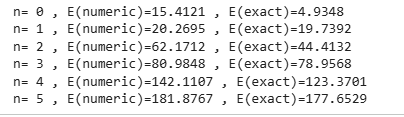 n= 0 , E(numeric)=15.4121 , E(exact)=4.9348
n= 1 , E(numeric)=20.2695 , E(exact)=19.7392
n= 2 , E(numeric)=62.1712 , E(exact)=44.4132
n= 3 , E(numeric)=80.9848 , E(exact)=78.9568
n= 4 , E(numeric)=142.1107 , E(exact)=123.3701
n= 5 , E(numeric)=181.8767 , E(exact)=177.6529